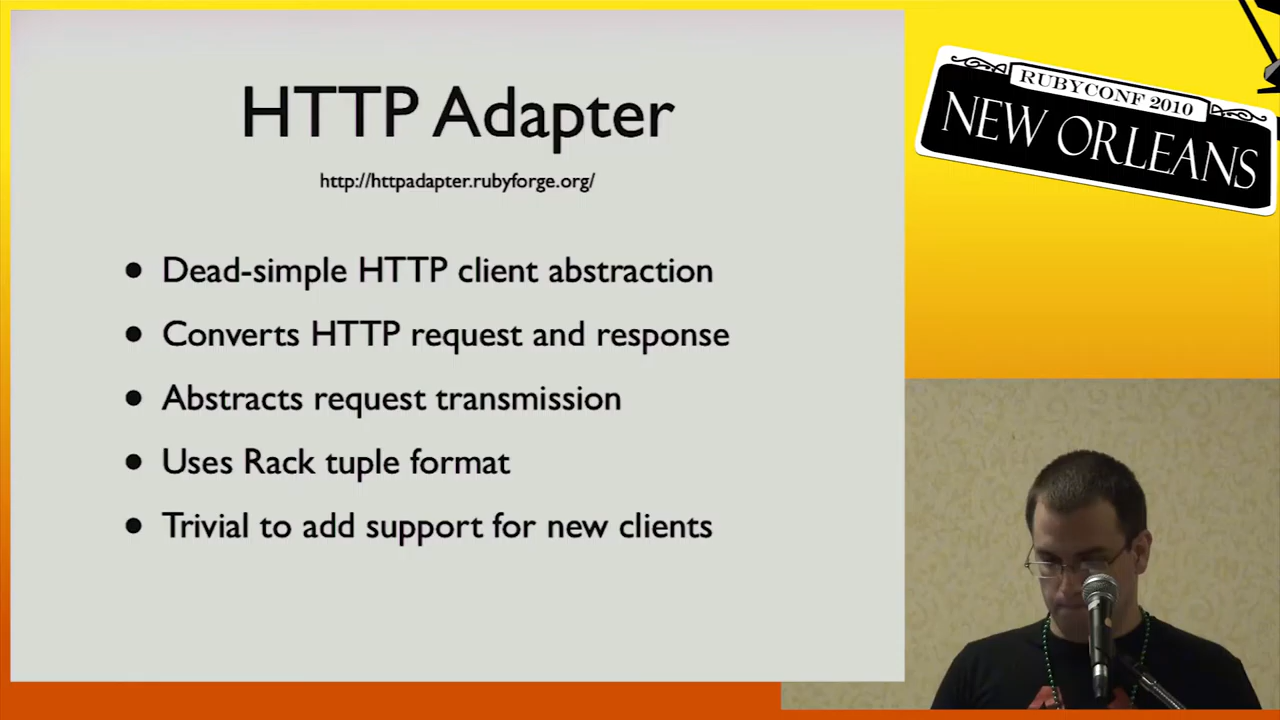 HTTP Adapter
http://httpadapter.rubyforge.org/
• Dead-simple HTTP client abstraction
• Converts HTTP request and response
• Abstracts request transmission
• Uses Rack tuple format
• Trivial to add support for new clients
RUBYCONF 2010
NEW ORLEANS